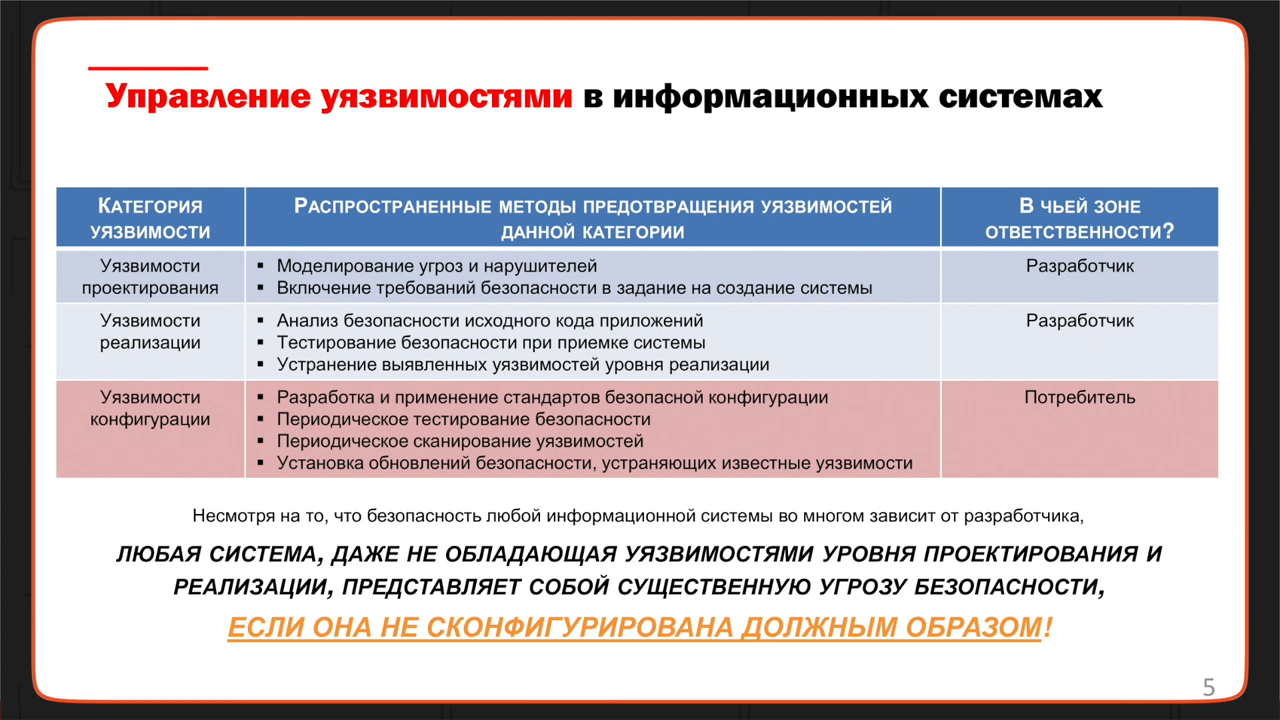 Управление уязвимостями в информационных системах
Категория уязвимости
Распространенные методы предотвращения уязвимостей данной категории
В чьей зоне ответственности?
Уязвимости проектирования
▪ Моделирование угроз и нарушителей
▪ Включение требований безопасности в задание на создание системы
Разработчик
Уязвимости реализации
▪ Анализ безопасности исходного кода приложений
▪ Тестирование безопасности при приемке системы
▪ Устранение выявленных уязвимостей уровня реализации
Разработчик
Уязвимости конфигурации
▪ Разработка и применение стандартов безопасной конфигурации
▪ Периодическое тестирование безопасности
▪ Периодическое сканирование уязвимостей
▪ Установка обновлений безопасности, устраняющих известные уязвимости
Потребитель
Несмотря на то, что безопасность любой информационной системы во многом зависит от разработчика,
ЛЮБАЯ СИСТЕМА, ДАЖЕ НЕ ОБЛАДАЮЩАЯ УЯЗВИМОСТЯМИ УРОВНЯ ПРОЕКТИРОВАНИЯ И
РЕАЛИЗАЦИИ, ПРЕДСТАВЛЯЕТ СОБОЙ СУЩЕСТВЕННУЮ УГРОЗУ БЕЗОПАСНОСТИ,
ЕСЛИ ОНА НЕ СКОНФИГУРИРОВАНА ДОЛЖНЫМ ОБРАЗОМ!
5